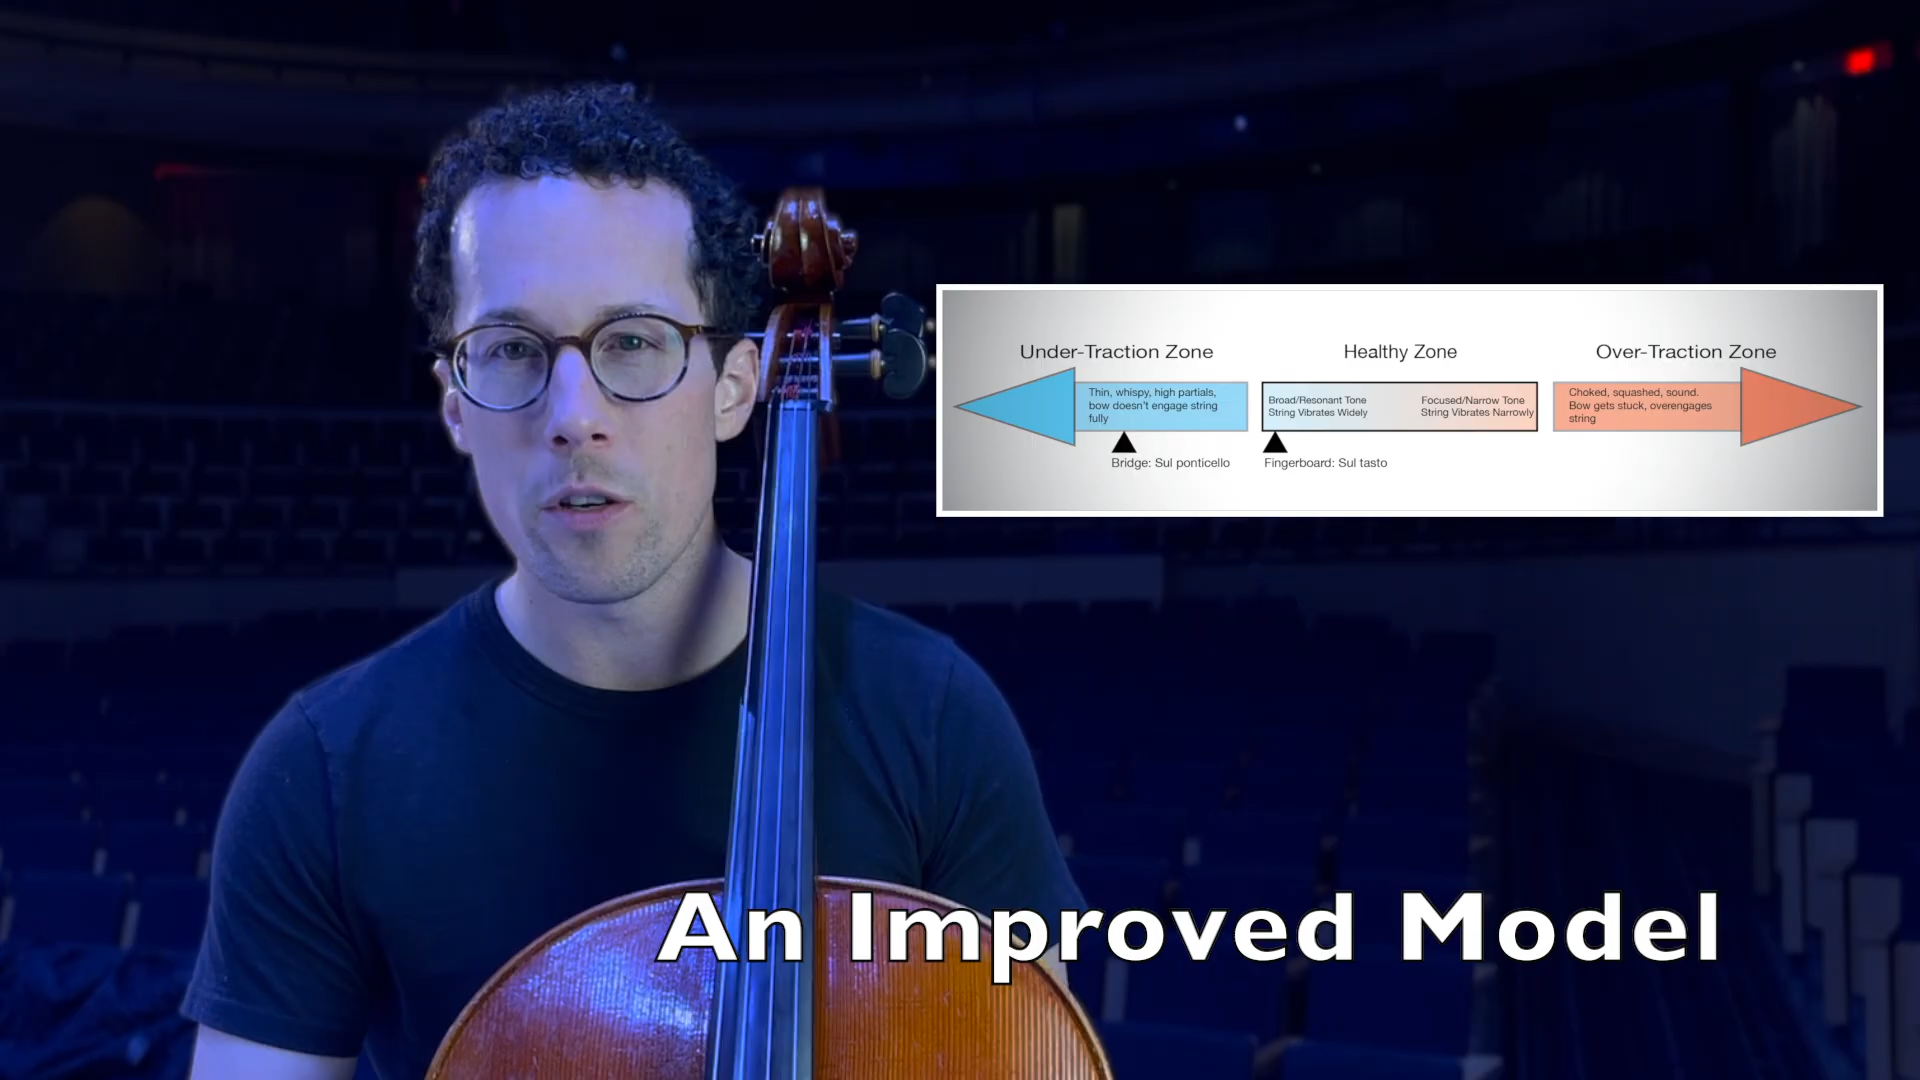 Under-Traction Zone
Healthy Zone
Over-Traction Zone
Thin, whispy, high partials,
bow doesn't engage string
fully
Broad/Resonant Tone
String Vibrates Widely
Focused/Narrow Tone
String Vibrates Narrowly
Choked, squashed, sound.
Bow gets stuck, overengages
string
Bridge: Sul ponticello
Fingerboard: Sul tasto
An Improved Model